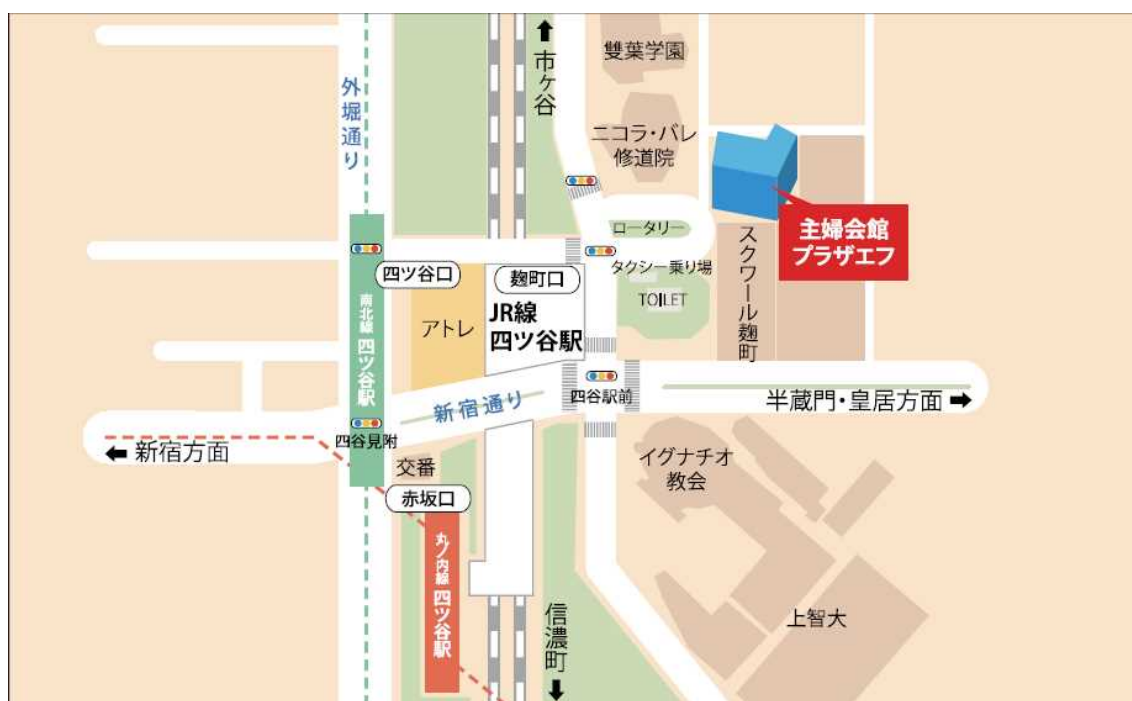 雙葉学園
市ヶ谷
外堀通り
ニコラ・バレ
修道院
ロータリー
主婦会館
プラザエフ
四ツ谷口
麹町口
タクシー乗り場
スクワール麹町
TOILET
アトレ
JR線
四ツ谷駅
南北線 四ツ谷駅
新宿通り
四谷駅前
半蔵門・皇居方面
四谷見附
新宿方面
交番
イグナチオ
教会
赤坂口
丸ノ内線 四ツ谷駅
信濃町
上智大